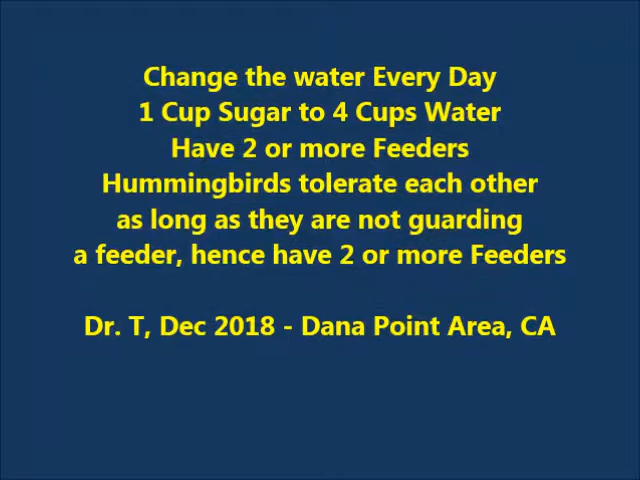 Change the water Every Day
1 Cup Sugar to 4 Cups Water
Have 2 or more Feeders
Hummingbirds tolerate each other
as long as they are not guarding
a feeder, hence have 2 or more Feeders
Dr. T, Dec 2018 - Dana Point Area, CA